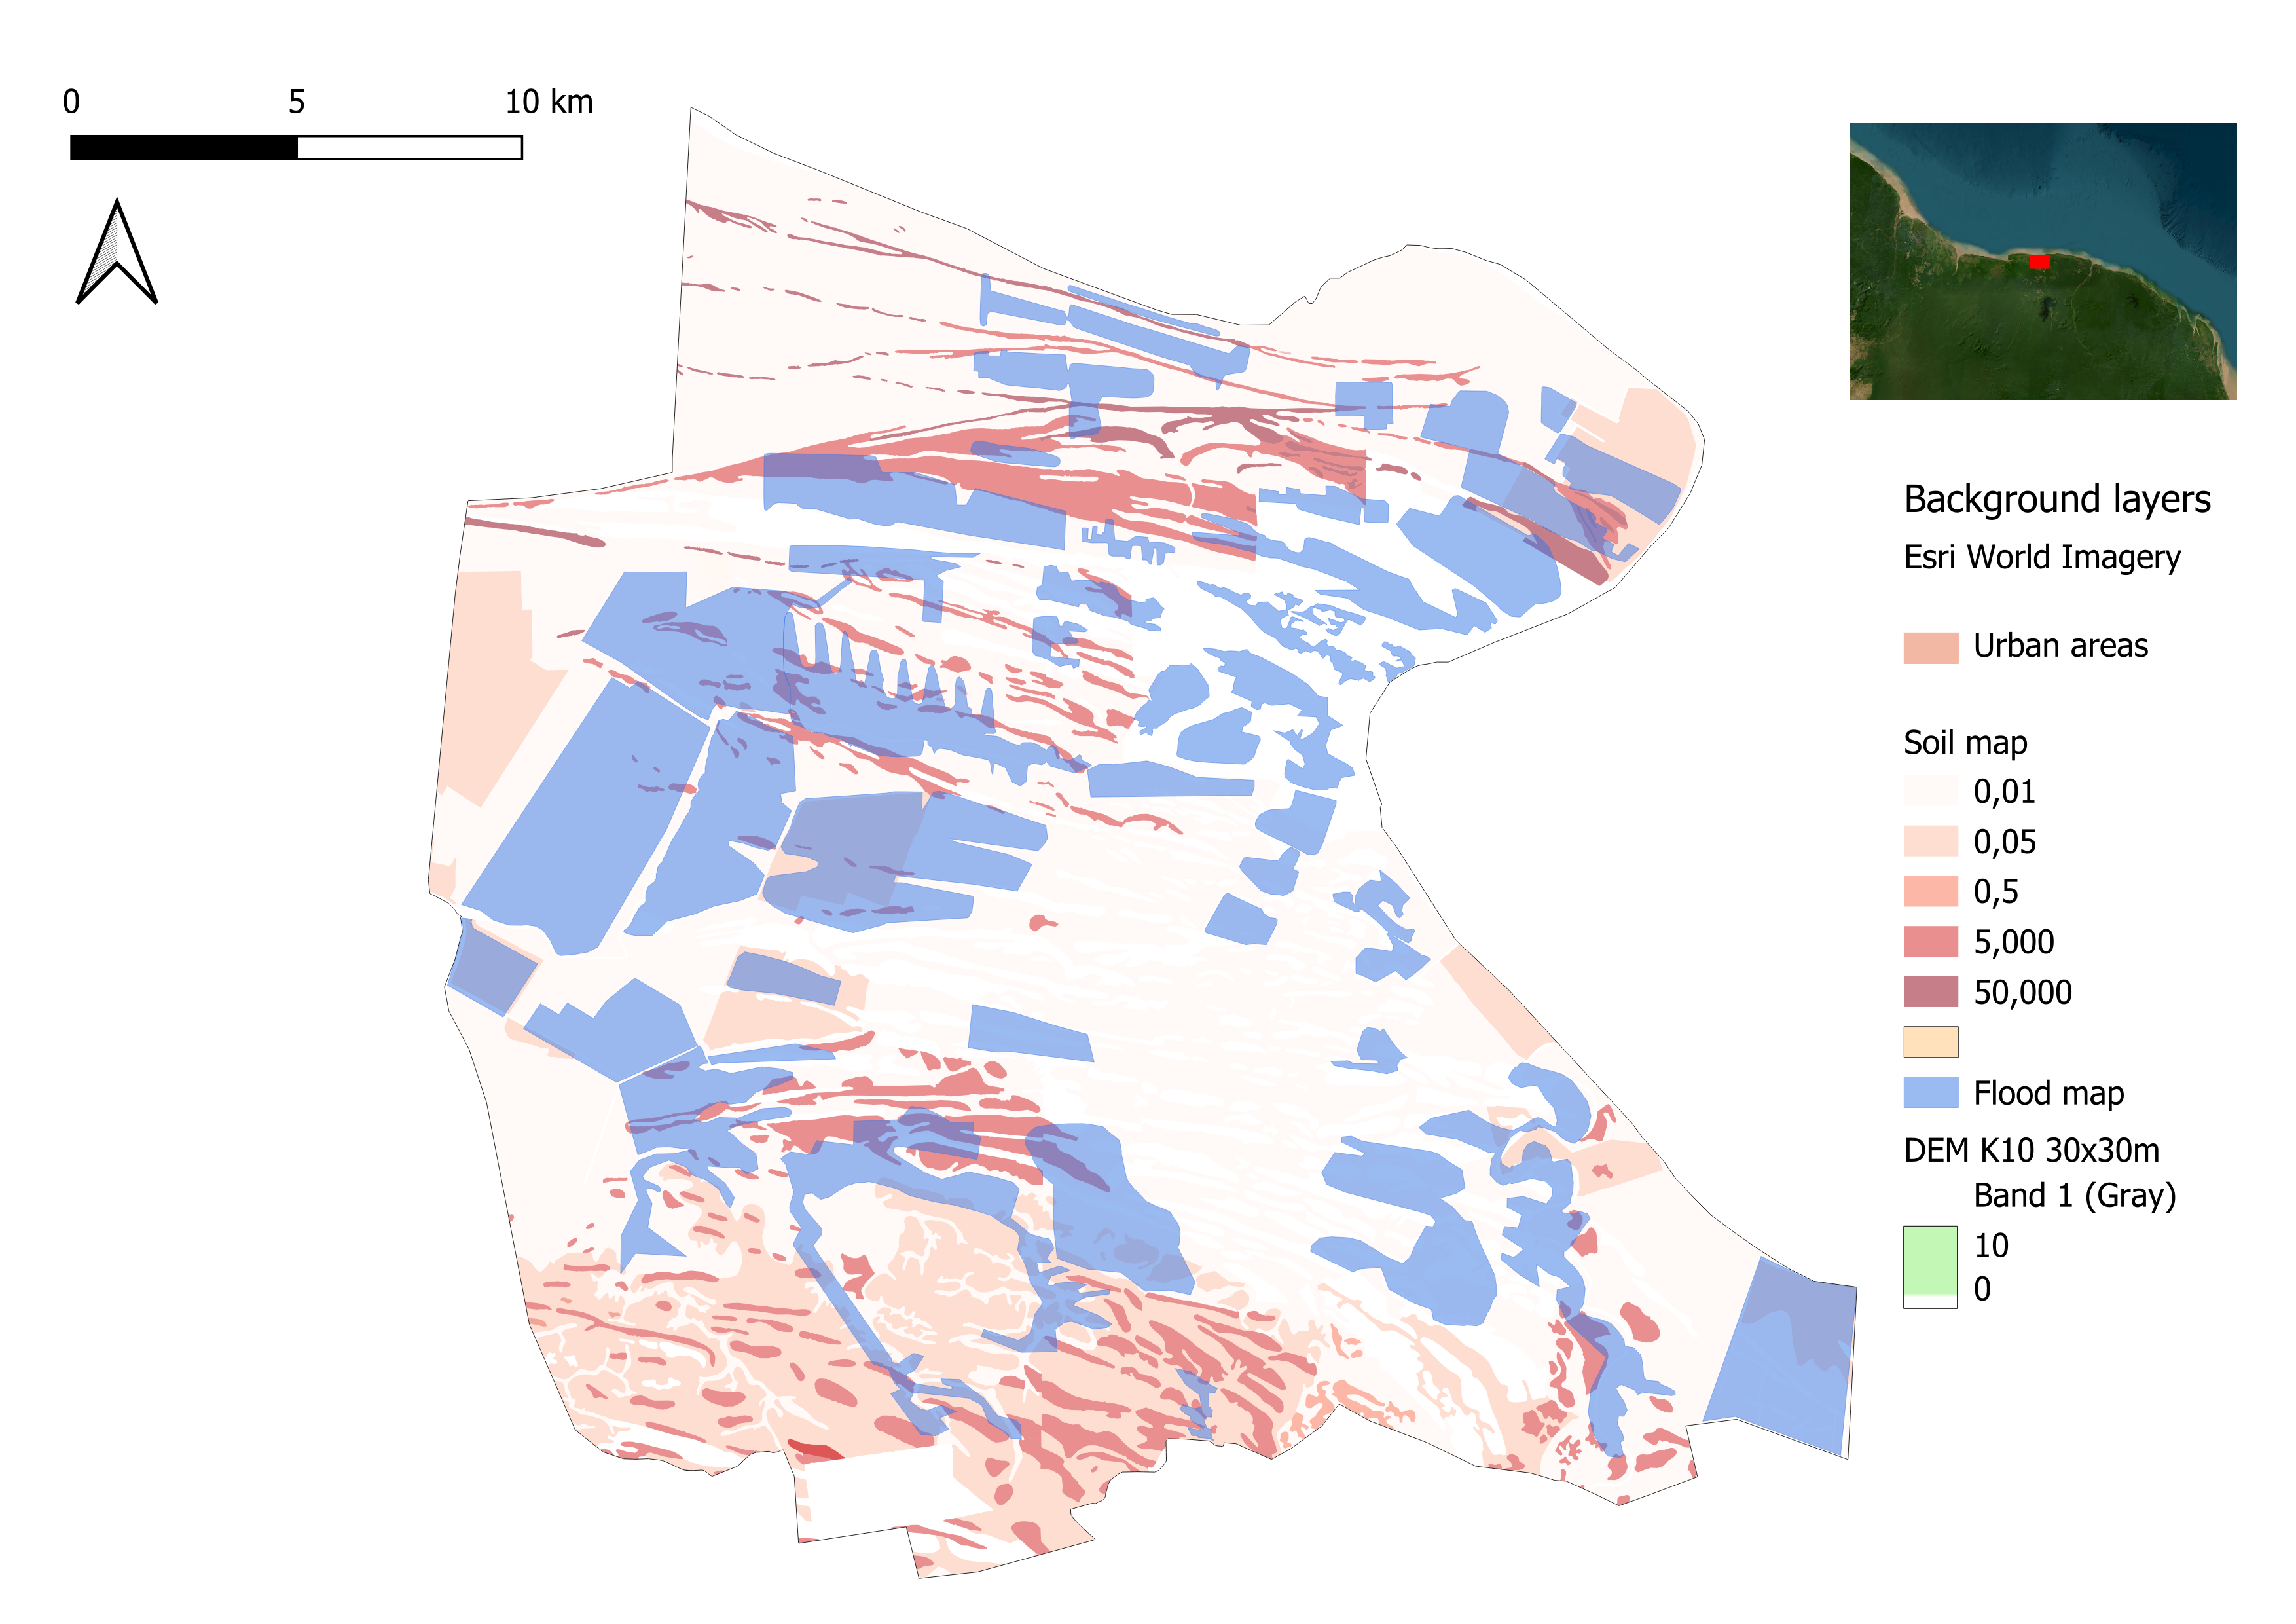 0 5 10 km
Background layers
Esri World Imagery
Urban areas
Soil map
0,01
0,05
0,5
5,000
50,000
Flood map
DEM K10 30x30m
Band 1 (Gray)
10
0